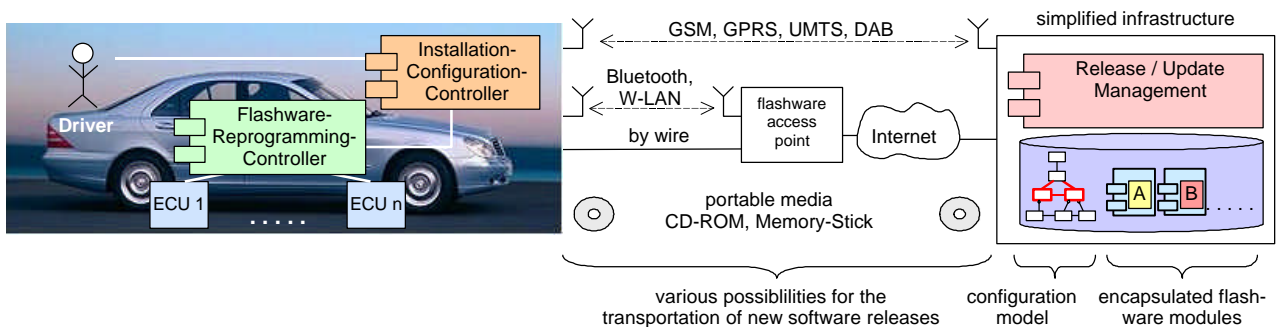 GSM, GPRS, UMTS, DAB
simplified infrastructure
Installation-
Configuration-
Controller
Release / Update
Management
Bluetooth,
W-LAN
flashware
access
point
Internet
by wire
Driver
Flashware-
Reprogramming-
Controller
ECU 1
. . . . .
ECU n
portable media
CD-ROM, Memory-Stick
A
B
. . . . .
various possiblilities for the
transportation of new software releases
configuration
model
encapsulated flash-
ware modules